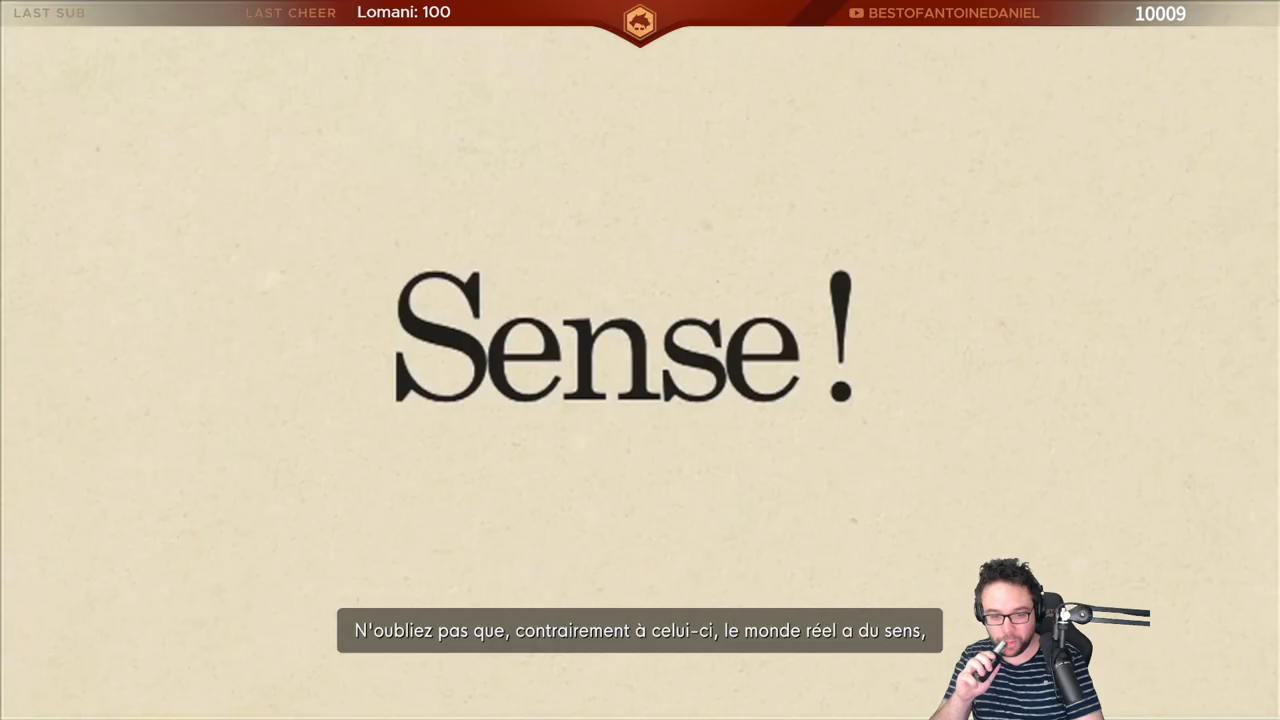 LAST SUB
LAST CHEER Lomani: 100
BESTOFANTOINEDANIEL
10009
Sense !
N'oubliez pas que, contrairement à celui-ci, le monde réel a du sens,